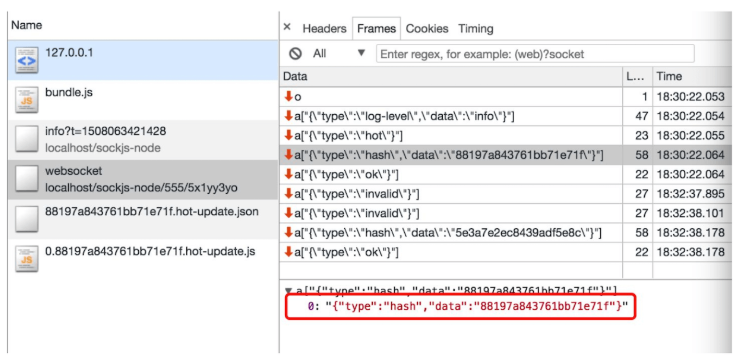 Name
127.0.0.1
bundle.js
info?t=1508063421428
localhost/sockjs-node
websocket
localhost/sockjs-node/555/5x1yy3yo
88197a843761bb71e71f.hot-update.json
0.88197a843761bb71e71f.hot-update.js
× Headers Frames Cookies Timing
All ▼ Enter regex, for example: (web)?socket
Data L... Time
o 1 18:30:22.053
a["{\"type\":\"log-level\",\"data\":\"info\"}"] 47 18:30:22.054
a["{\"type\":\"hot\"}"] 23 18:30:22.055
a["{\"type\":\"hash\",\"data\":\"88197a843761bb71e71f\"}"] 58 18:30:22.064
a["{\"type\":\"ok\"}"] 22 18:30:22.064
a["{\"type\":\"invalid\"}"] 27 18:32:37.895
a["{\"type\":\"invalid\"}"] 27 18:32:38.101
a["{\"type\":\"hash\",\"data\":\"5e3a7e2ec8439adf5e8c\"}"] 58 18:32:38.178
a["{\"type\":\"ok\"}"] 22 18:32:38.178
▼ a["{"type":"hash","data":"88197a843761bb71e71f"}"]
0: "{"type":"hash","data":"88197a843761bb71e71f"}"